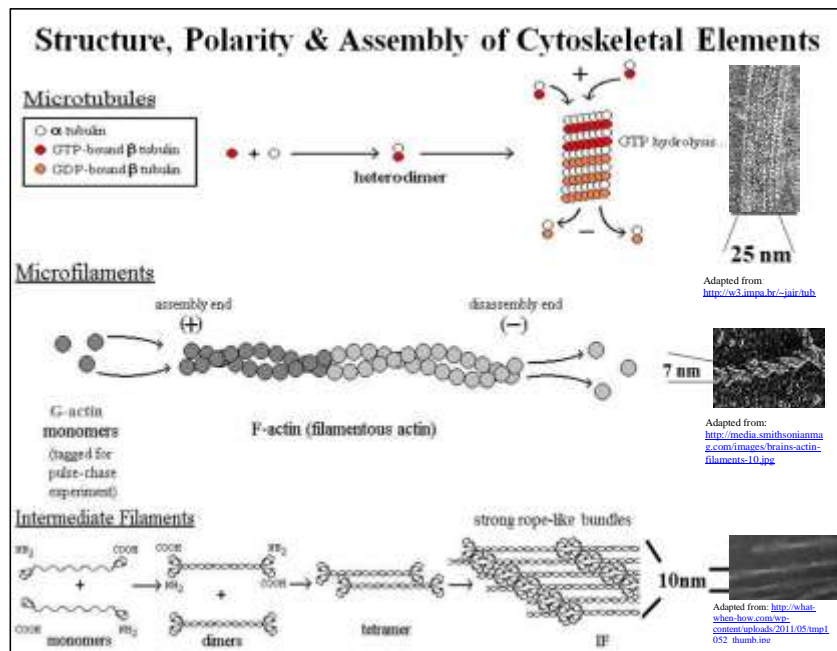 Structure, Polarity & Assembly of Cytoskeletal Elements
Microtubules
α tubulin
GTP-bound β tubulin
GDP-bound β tubulin
+
heterodimer
+
GTP hydrolysis...
−
25 nm
Adapted from:
http://w3.impa.br/~jair/tub
Microfilaments
assembly end
(+)
disassembly end
(−)
7 nm
G-actin
monomers
(tagged for
pulse-chase
experiment)
F-actin (filamentous actin)
Adapted from:
http://media.smithsonianma
g.com/images/brains-actin-
filaments-10.jpg
Intermediate Filaments
strong rope-like bundles
NH2
COOH
+
COOH
NH2
monomers
COOH
NH2
NH2
COOH
+
dimers
tetramer
IF
10nm
Adapted from: http://what-
when-how.com/wp-
content/uploads/2011/05/tmp1
052_thumb.jpg